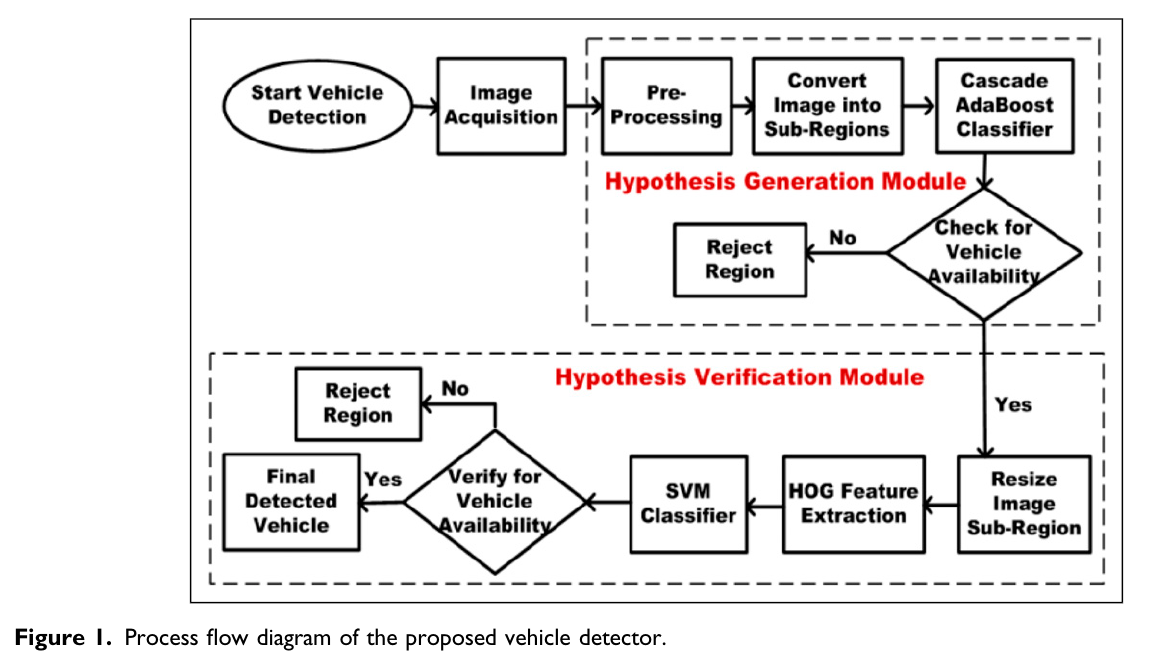 Start Vehicle
Detection
Image
Acquisition
Pre-
Processing
Convert
Image into
Sub-Regions
Cascade
AdaBoost
Classifier
Hypothesis Generation Module
Check for
Vehicle
Availability
No
Reject
Region
Yes
Hypothesis Verification Module
Resize
Image
Sub-Region
HOG Feature
Extraction
SVM
Classifier
Verify for
Vehicle
Availability
No
Reject
Region
Yes
Final
Detected
Vehicle
Figure 1. Process flow diagram of the proposed vehicle detector.